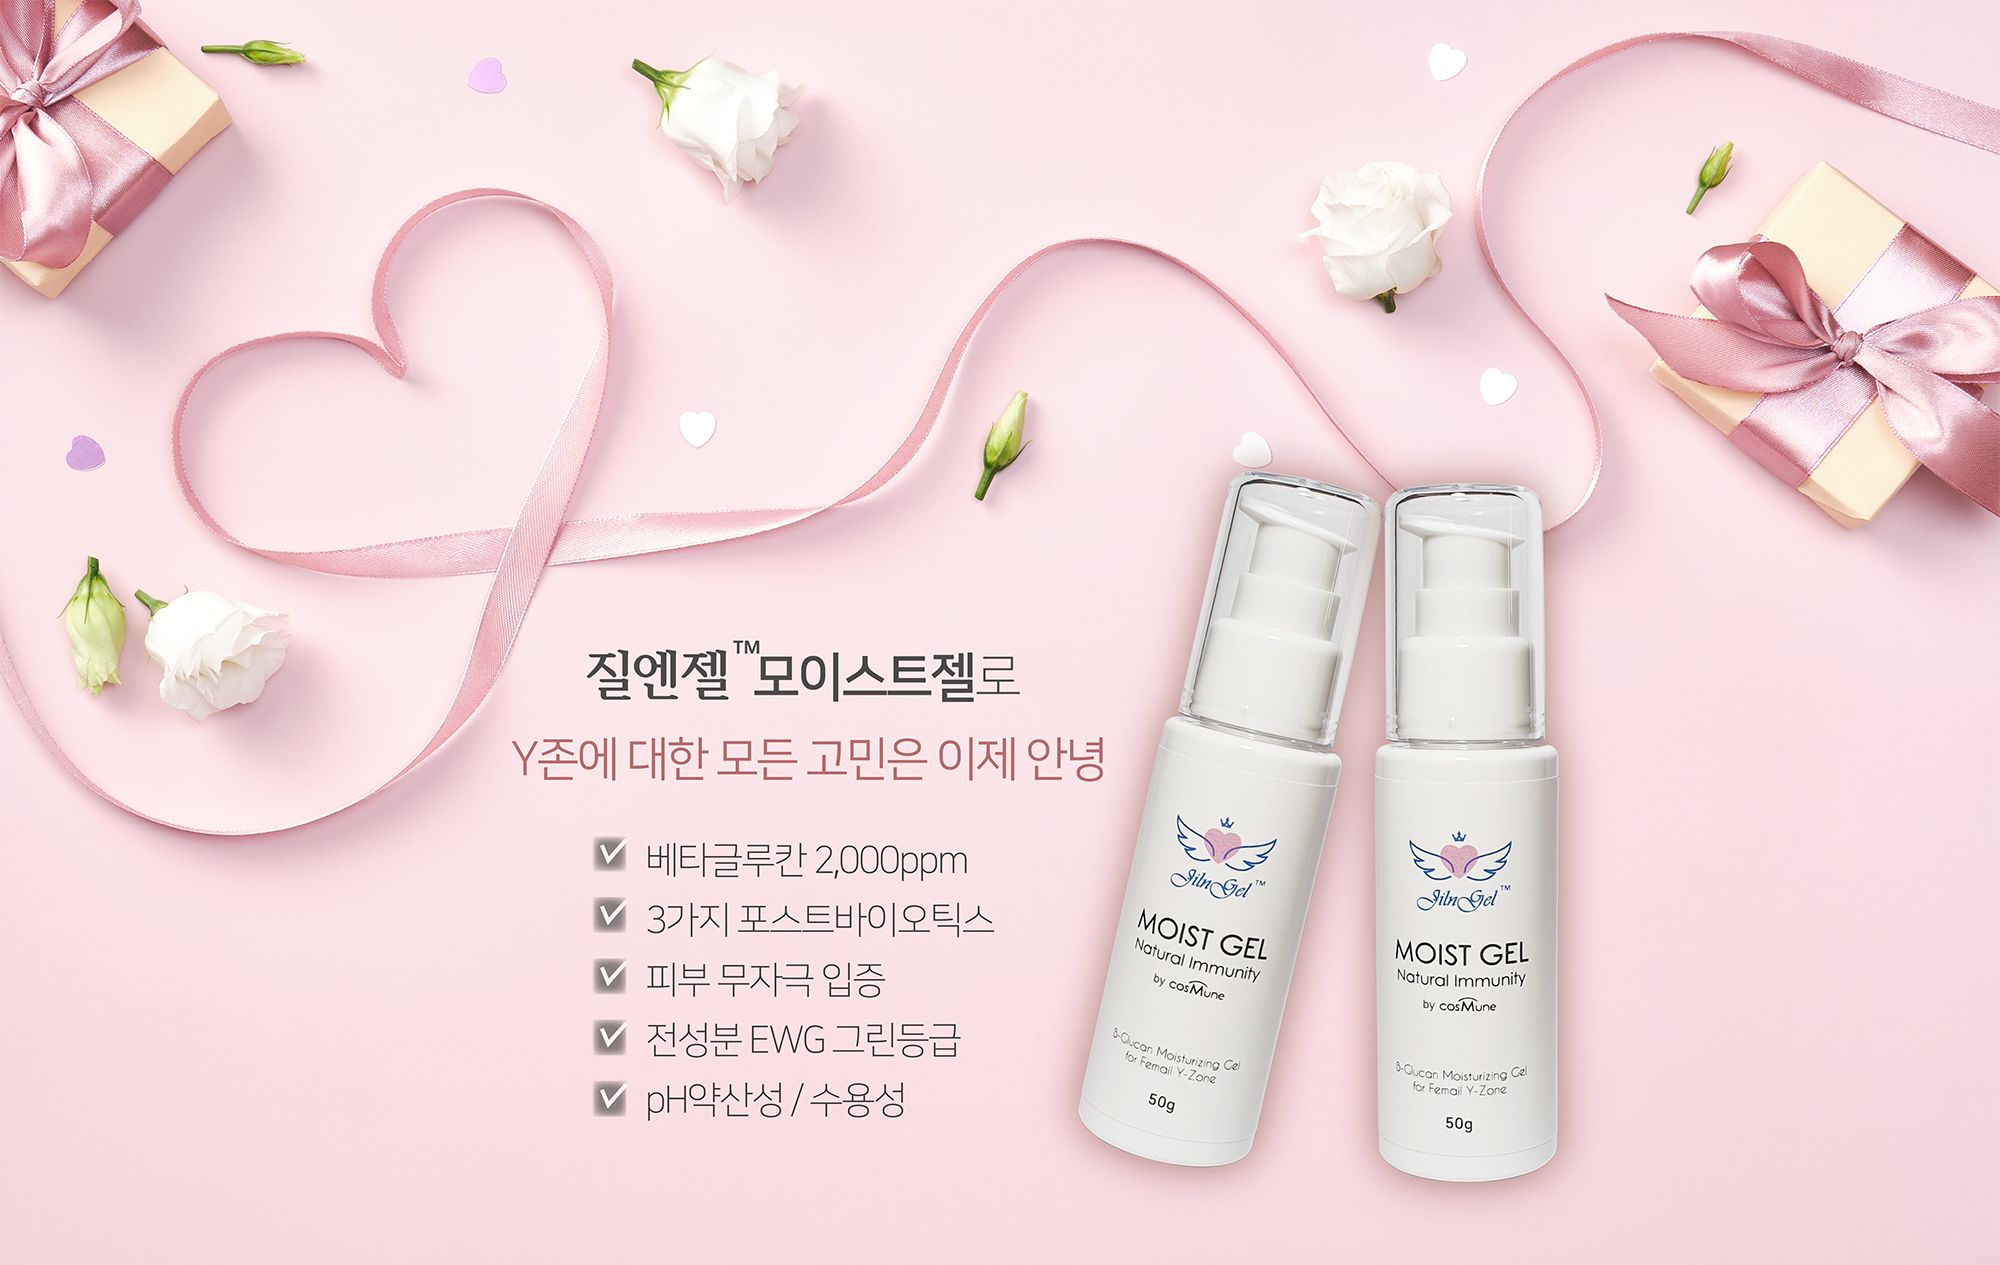 질엔젤™모이스트젤로
Y존에 대한 모든 고민은 이제 안녕
베타글루칸 2,000ppm
3가지 포스트바이오틱스
피부 무자극 입증
전성분 EWG 그린등급
pH약산성 / 수용성
JilnGel™
MOIST GEL
Natural Immunity
by cosMune
B-Glucan Moisturizing Gel
for Femail Y-Zone
50g
JilnGel™
MOIST GEL
Natural Immunity
by cosMune
B-Glucan Moisturizing Gel
for Femail Y-Zone
50g